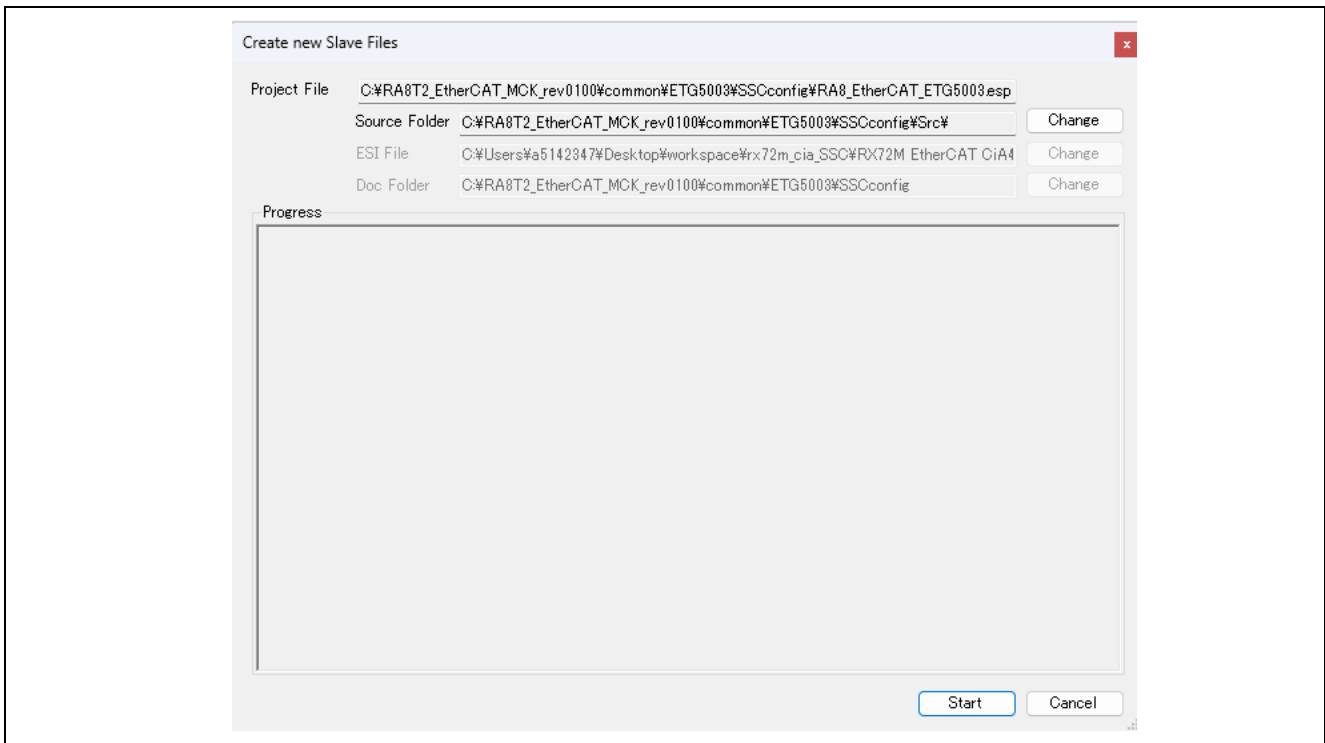 Create new Slave Files
x
Project File C:¥RA8T2_EtherCAT_MCK_rev0100¥common¥ETG5003¥SSCconfig¥RA8_EtherCAT_ETG5003.esp
Source Folder C:¥RA8T2_EtherCAT_MCK_rev0100¥common¥ETG5003¥SSCconfig¥Src¥ Change
ESI File C:¥Users¥a5142347¥Desktop¥workspace¥rx72m_cia_SSC¥RX72M EtherCAT CiA4 Change
Doc Folder C:¥RA8T2_EtherCAT_MCK_rev0100¥common¥ETG5003¥SSCconfig Change
Progress
Start Cancel